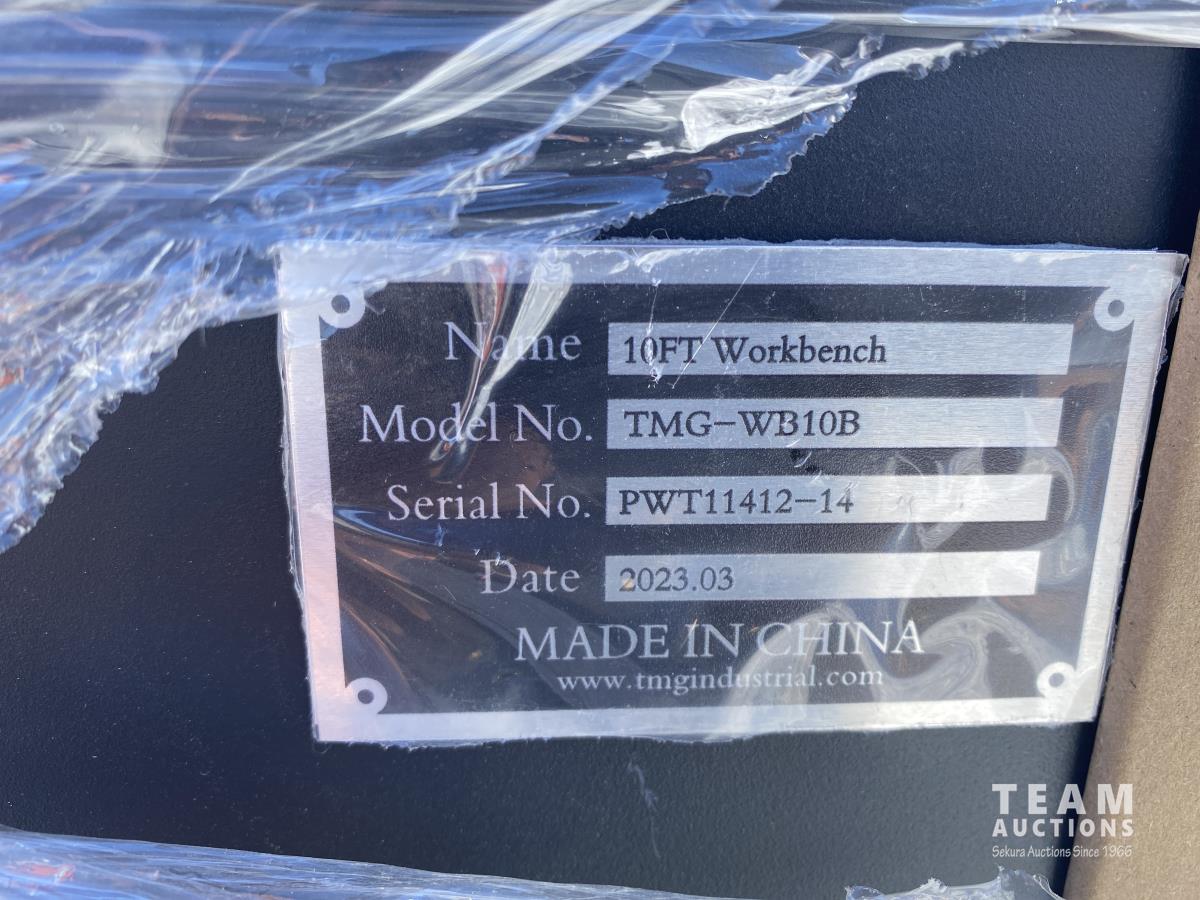 Name 10FT Workbench
Model No. TMG-WB10B
Serial No. PWT11412-14
Date 2023.03
MADE IN CHINA
www.tmgindustrial.com
TEAM
AUCTIONS
Sekura Auctions Since 1966